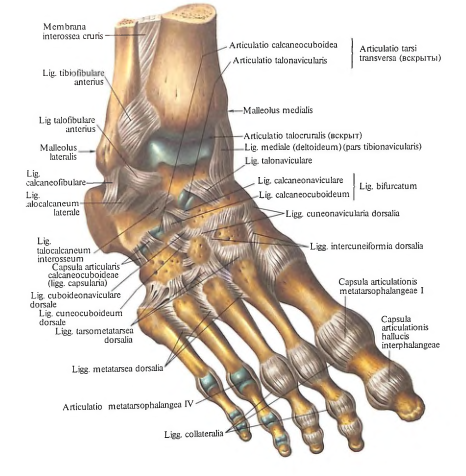 Membrana
interossea cruris
Lig. tibiofibulare
anterius
Lig talofibulare
anterius
Malleolus
lateralis
Lig.
calcaneofibulare
Lig.
alocalcaneum
laterale
Lig.
talocalcaneum
interosseum
Capsula articularis
calcaneocuboideae
(ligg. capsularia)
Lig. cuboideonaviculare
dorsale
Lig. cuneocuboideum
dorsale
Ligg. tarsometatarsea
dorsalia
Ligg. metatarsea dorsalia
Articulatio metatarsophalangea IV
Ligg. collateralia
Articulatio calcaneocuboidea
Articulatio talonavicularis
Articulatio tarsi
transversa (вскрыты)
Malleolus medialis
Articulatio talocruralis (вскрыт)
Lig. mediale (deltoideum) (pars tibionavicularis)
Lig. talonaviculare
Lig. calcaneonaviculare
Lig. calcaneocuboideum
Lig. bifurcatum
Ligg. cuneonavicularia dorsalia
Ligg. intercuneiformia dorsalia
Capsula articulationis
metatarsophalangeae I
Capsula
articulationis
hallucis
interphalangeae